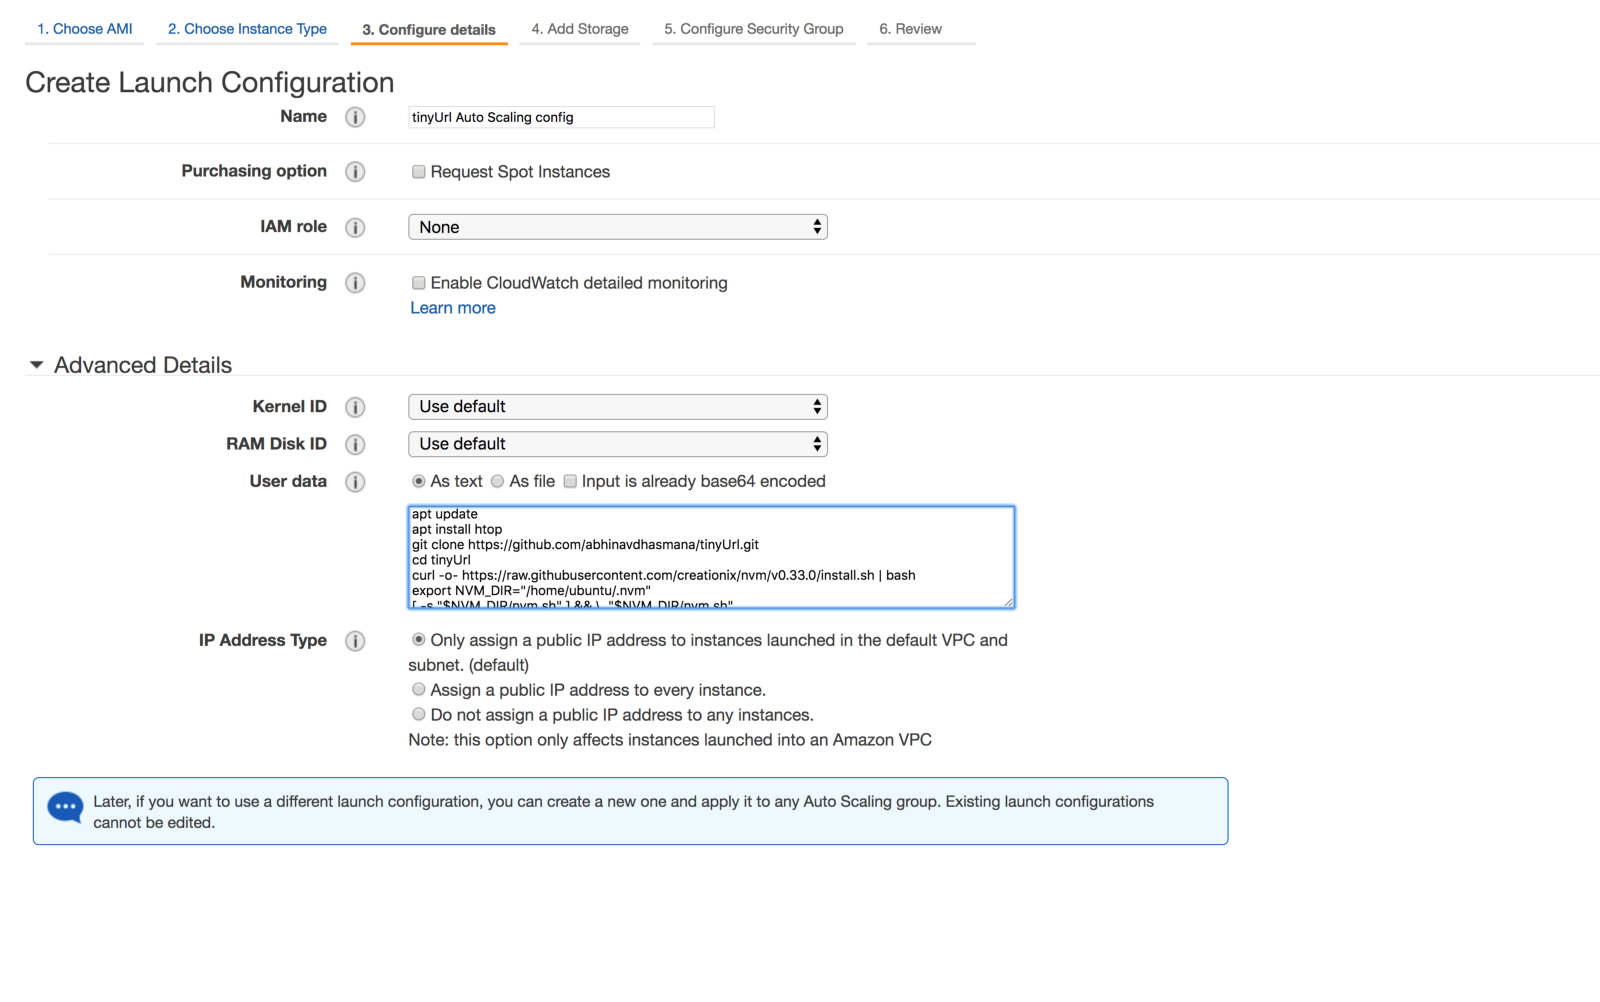 1. Choose AMI
2. Choose Instance Type
3. Configure details
4. Add Storage
5. Configure Security Group
6. Review
Create Launch Configuration
Name
tinyUrl Auto Scaling config
Purchasing option
Request Spot Instances
IAM role
None
Monitoring
Enable CloudWatch detailed monitoring
Learn more
Advanced Details
Kernel ID
Use default
RAM Disk ID
Use default
User data
As text As file Input is already base64 encoded
apt update
apt install htop
git clone https://github.com/abhinavdhasmana/tinyUrl.git
cd tinyUrl
curl -o- https://raw.githubusercontent.com/creationix/nvm/v0.33.0/install.sh | bash
export NVM_DIR="/home/ubuntu/.nvm"
[ -s "$NVM_DIR/nvm.sh" ] && \. "$NVM_DIR/nvm.sh"
IP Address Type
Only assign a public IP address to instances launched in the default VPC and
subnet. (default)
Assign a public IP address to every instance.
Do not assign a public IP address to any instances.
Note: this option only affects instances launched into an Amazon VPC
Later, if you want to use a different launch configuration, you can create a new one and apply it to any Auto Scaling group. Existing launch configurations
cannot be edited.